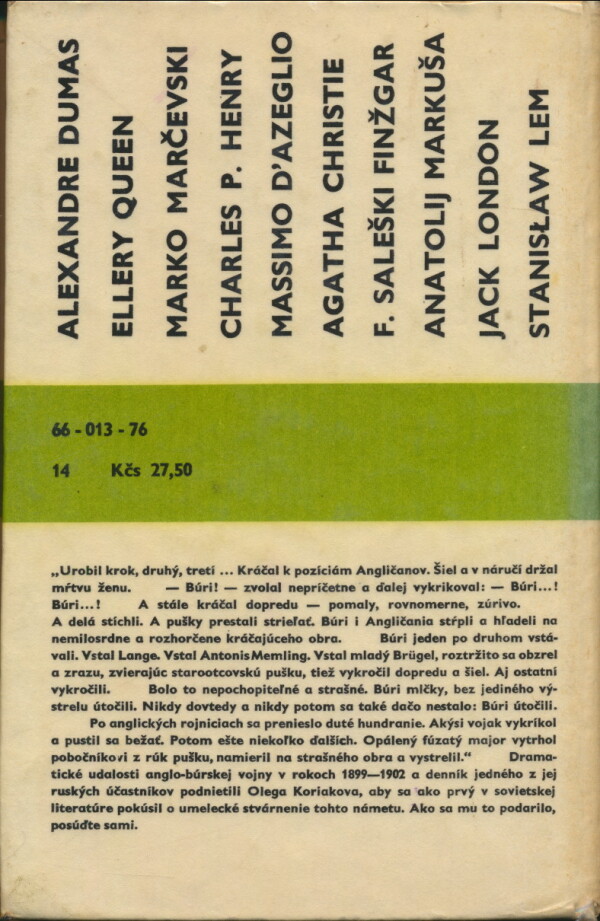 ALEXANDRE DUMAS
ELLERY QUEEN
MARKO MARČEVSKI
CHARLES P. HENRY
MASSIMO D'AZEGLIO
AGATHA CHRISTIE
F. SALEŠKI FINŽGAR
ANATOLIJ MARKUŠA
JACK LONDON
STANISŁAW LEM
66 - 013 - 76
14 Kčs 27,50
„Urobil krok, druhý, tretí ... Kráčal k pozíciám Angličanov. Šiel a v náručí držal
mŕtvu ženu. — Búri! — zvolal nepríčetne a ďalej vykrikoval: — Búri...!
Búri...! A stále kráčal dopredu — pomaly, rovnomerne, zúrivo.
A delá stíchli. A pušky prestali strieľať. Búri i Angličania stŕpli a hľadeli na
nemilosrdne a rozhorčene kráčajúceho obra. Búri jeden po druhom vstá-
vali. Vstal Lange. Vstal Antonis Memling. Vstal mladý Brügel, roztržito sa obzrel
a zrazu, zvierajúc starootcovskú pušku, tiež vykročil dopredu a šiel. Aj ostatní
vykročili. Bolo to nepochopiteľné a strašné. Búri mlčky, bez jediného vý-
strelu útočili. Nikdy dovtedy a nikdy potom sa také dačo nestalo: Búri útočili.
Po anglických rojniciach sa prenieslo duté hundranie. Akýsi vojak vykríkol
a pustil sa bežať. Potom ešte niekoľko ďalších. Opálený fúzatý major vytrhol
pobočníkovi z rúk pušku, namieril na strašného obra a vystrelil." Drama-
tické udalosti anglo-búrskej vojny v rokoch 1899—1902 a denník jedného z jej
ruských účastníkov podnietili Olega Koriakova, aby sa ako prvý v sovietskej
literatúre pokúsil o umelecké stvárnenie tohto námetu. Ako sa mu to podarilo,
posúďte sami.